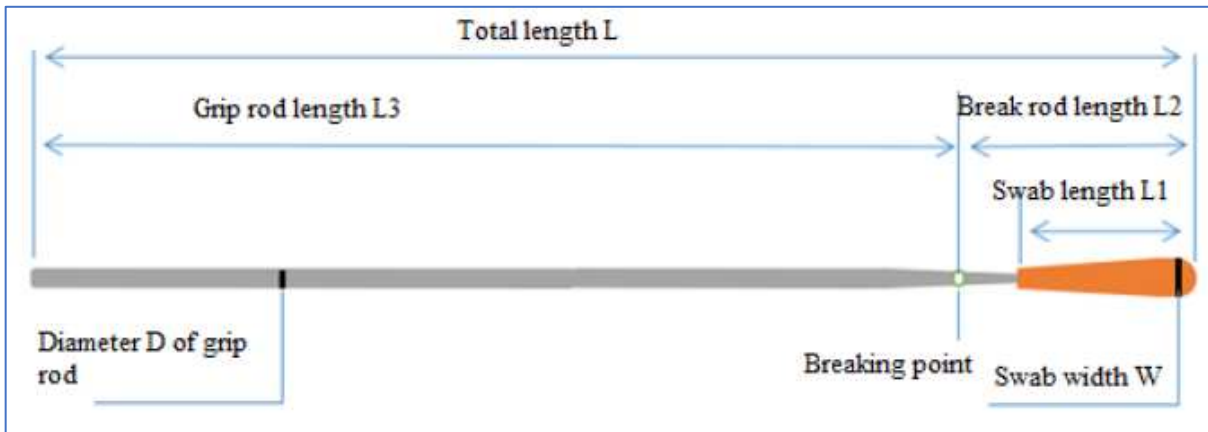 Total length L
Grip rod length L3
Break rod length L2
Swab length L1
Diameter D of grip
rod
Breaking point
Swab width W